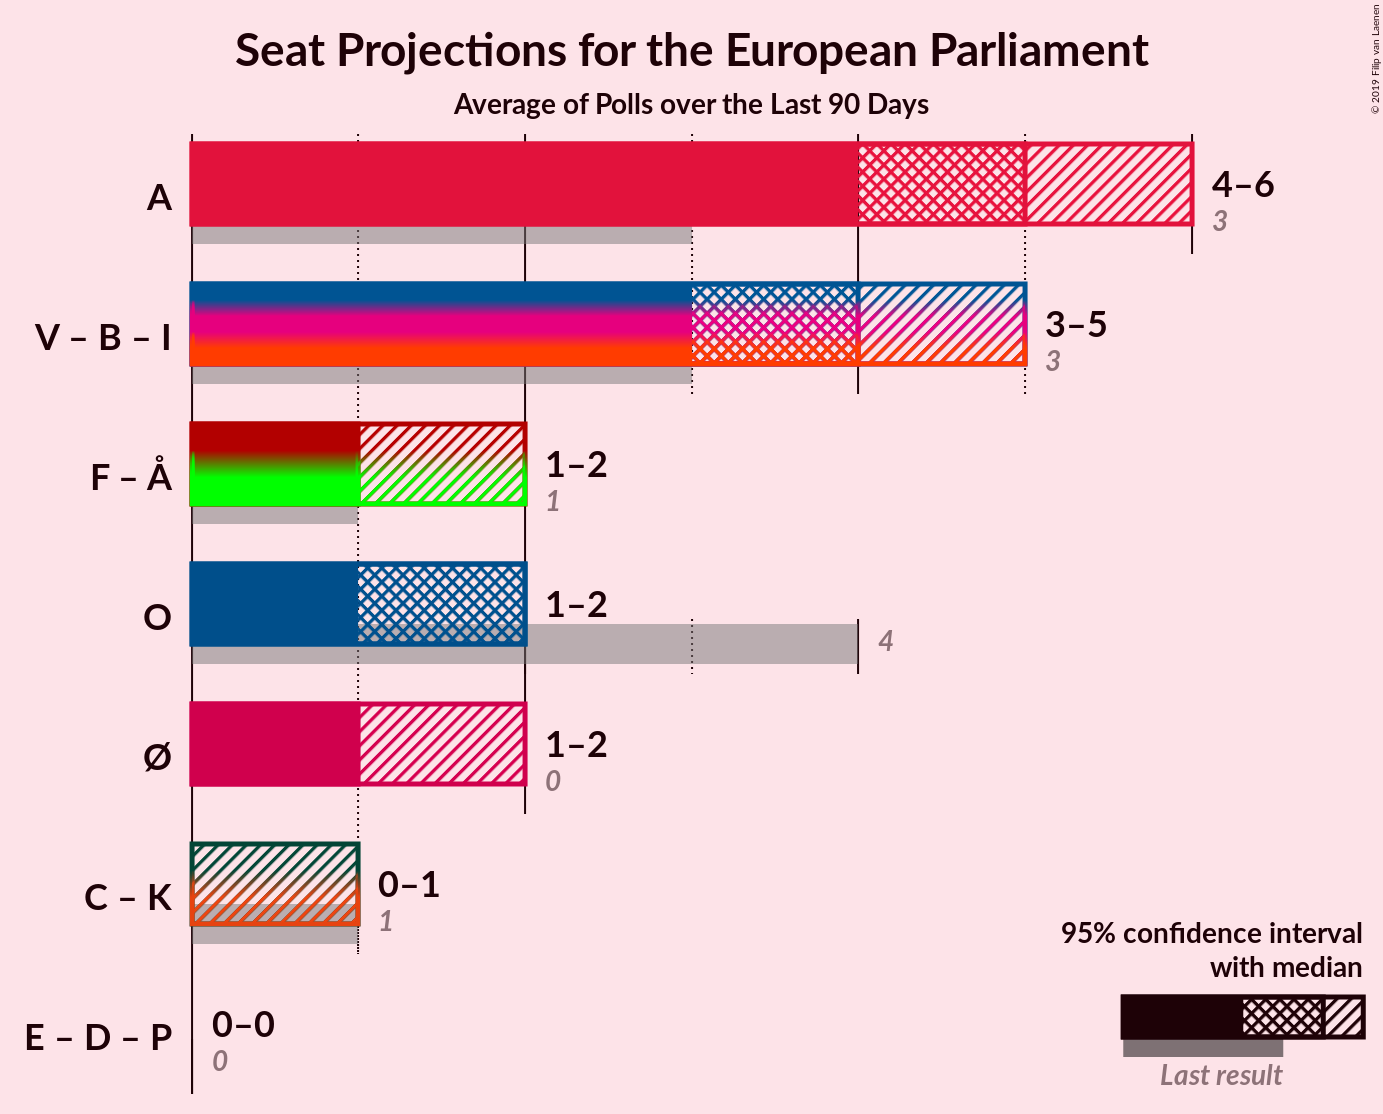 Seat Projections for the European Parliament
Average of Polls over the Last 90 Days
© 2019 Filip van Laenen
A
4–6
3
V – B – I
3–5
3
F – Å
1–2
1
O
1–2
4
Ø
1–2
0
C – K
0–1
1
E – D – P
0–0
0
95% confidence interval
with median
Last result